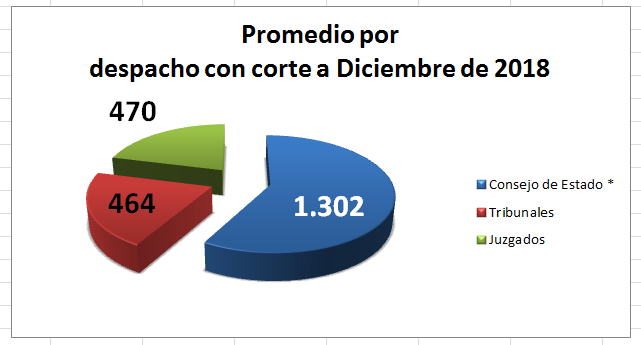 Promedio por
despacho con corte a Diciembre de 2018
470
464
1.302
Consejo de Estado *
Tribunales
Juzgados